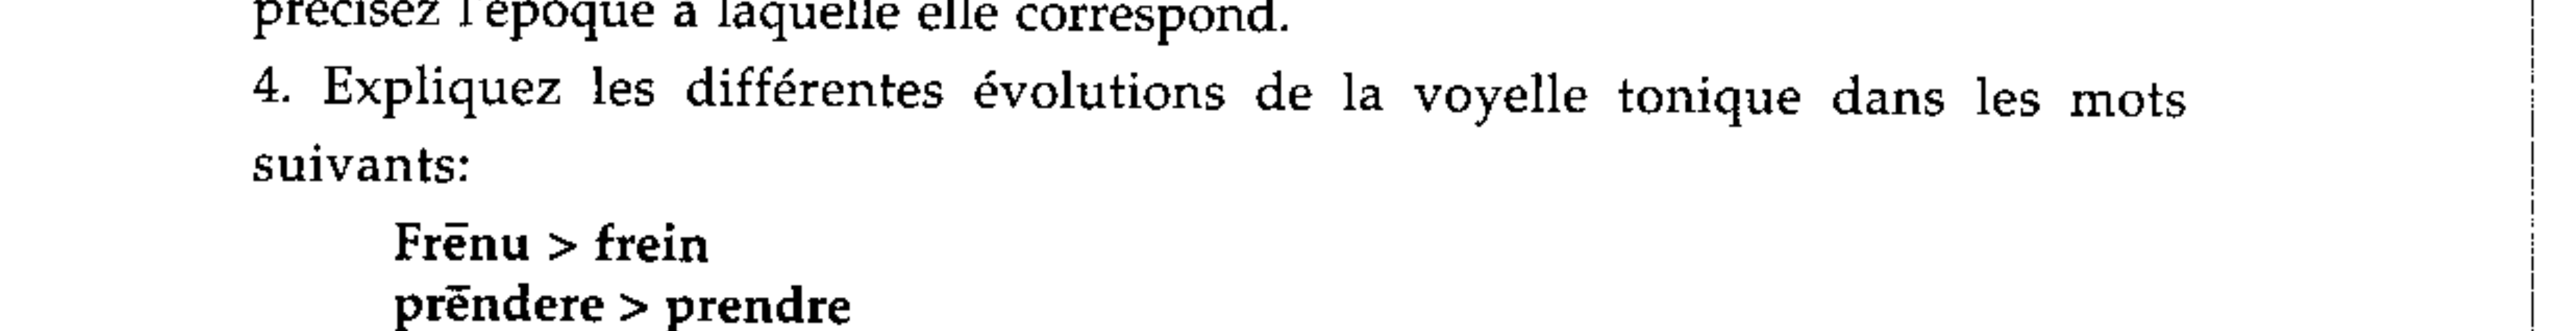 précisez l'époque à laquelle elle correspond.
4. Expliquez les différentes évolutions de la voyelle tonique dans les mots
suivants:
Frēnu > frein
prēndere > prendre